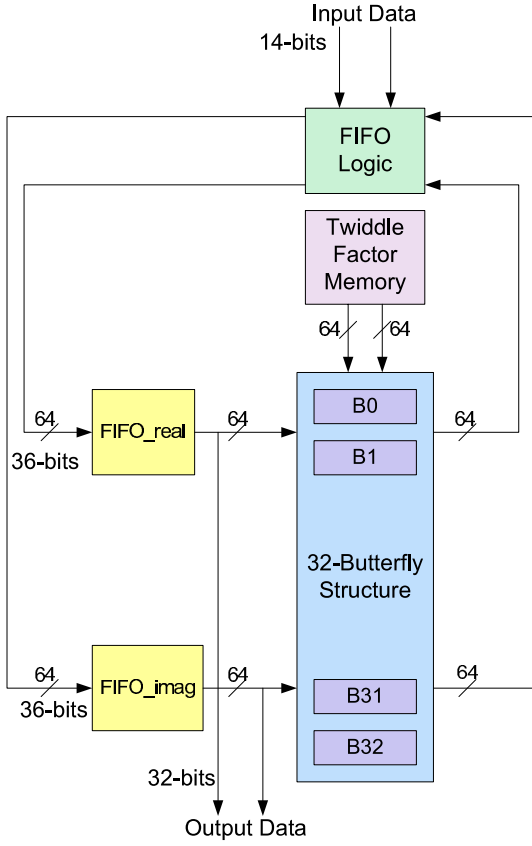 Input Data
14-bits
FIFO
Logic
Twiddle
Factor
Memory
64
64
B0
64
64
64
FIFO_real
36-bits
B1
32-Butterfly
Structure
64
64
64
FIFO_imag
36-bits
B31
B32
32-bits
Output Data